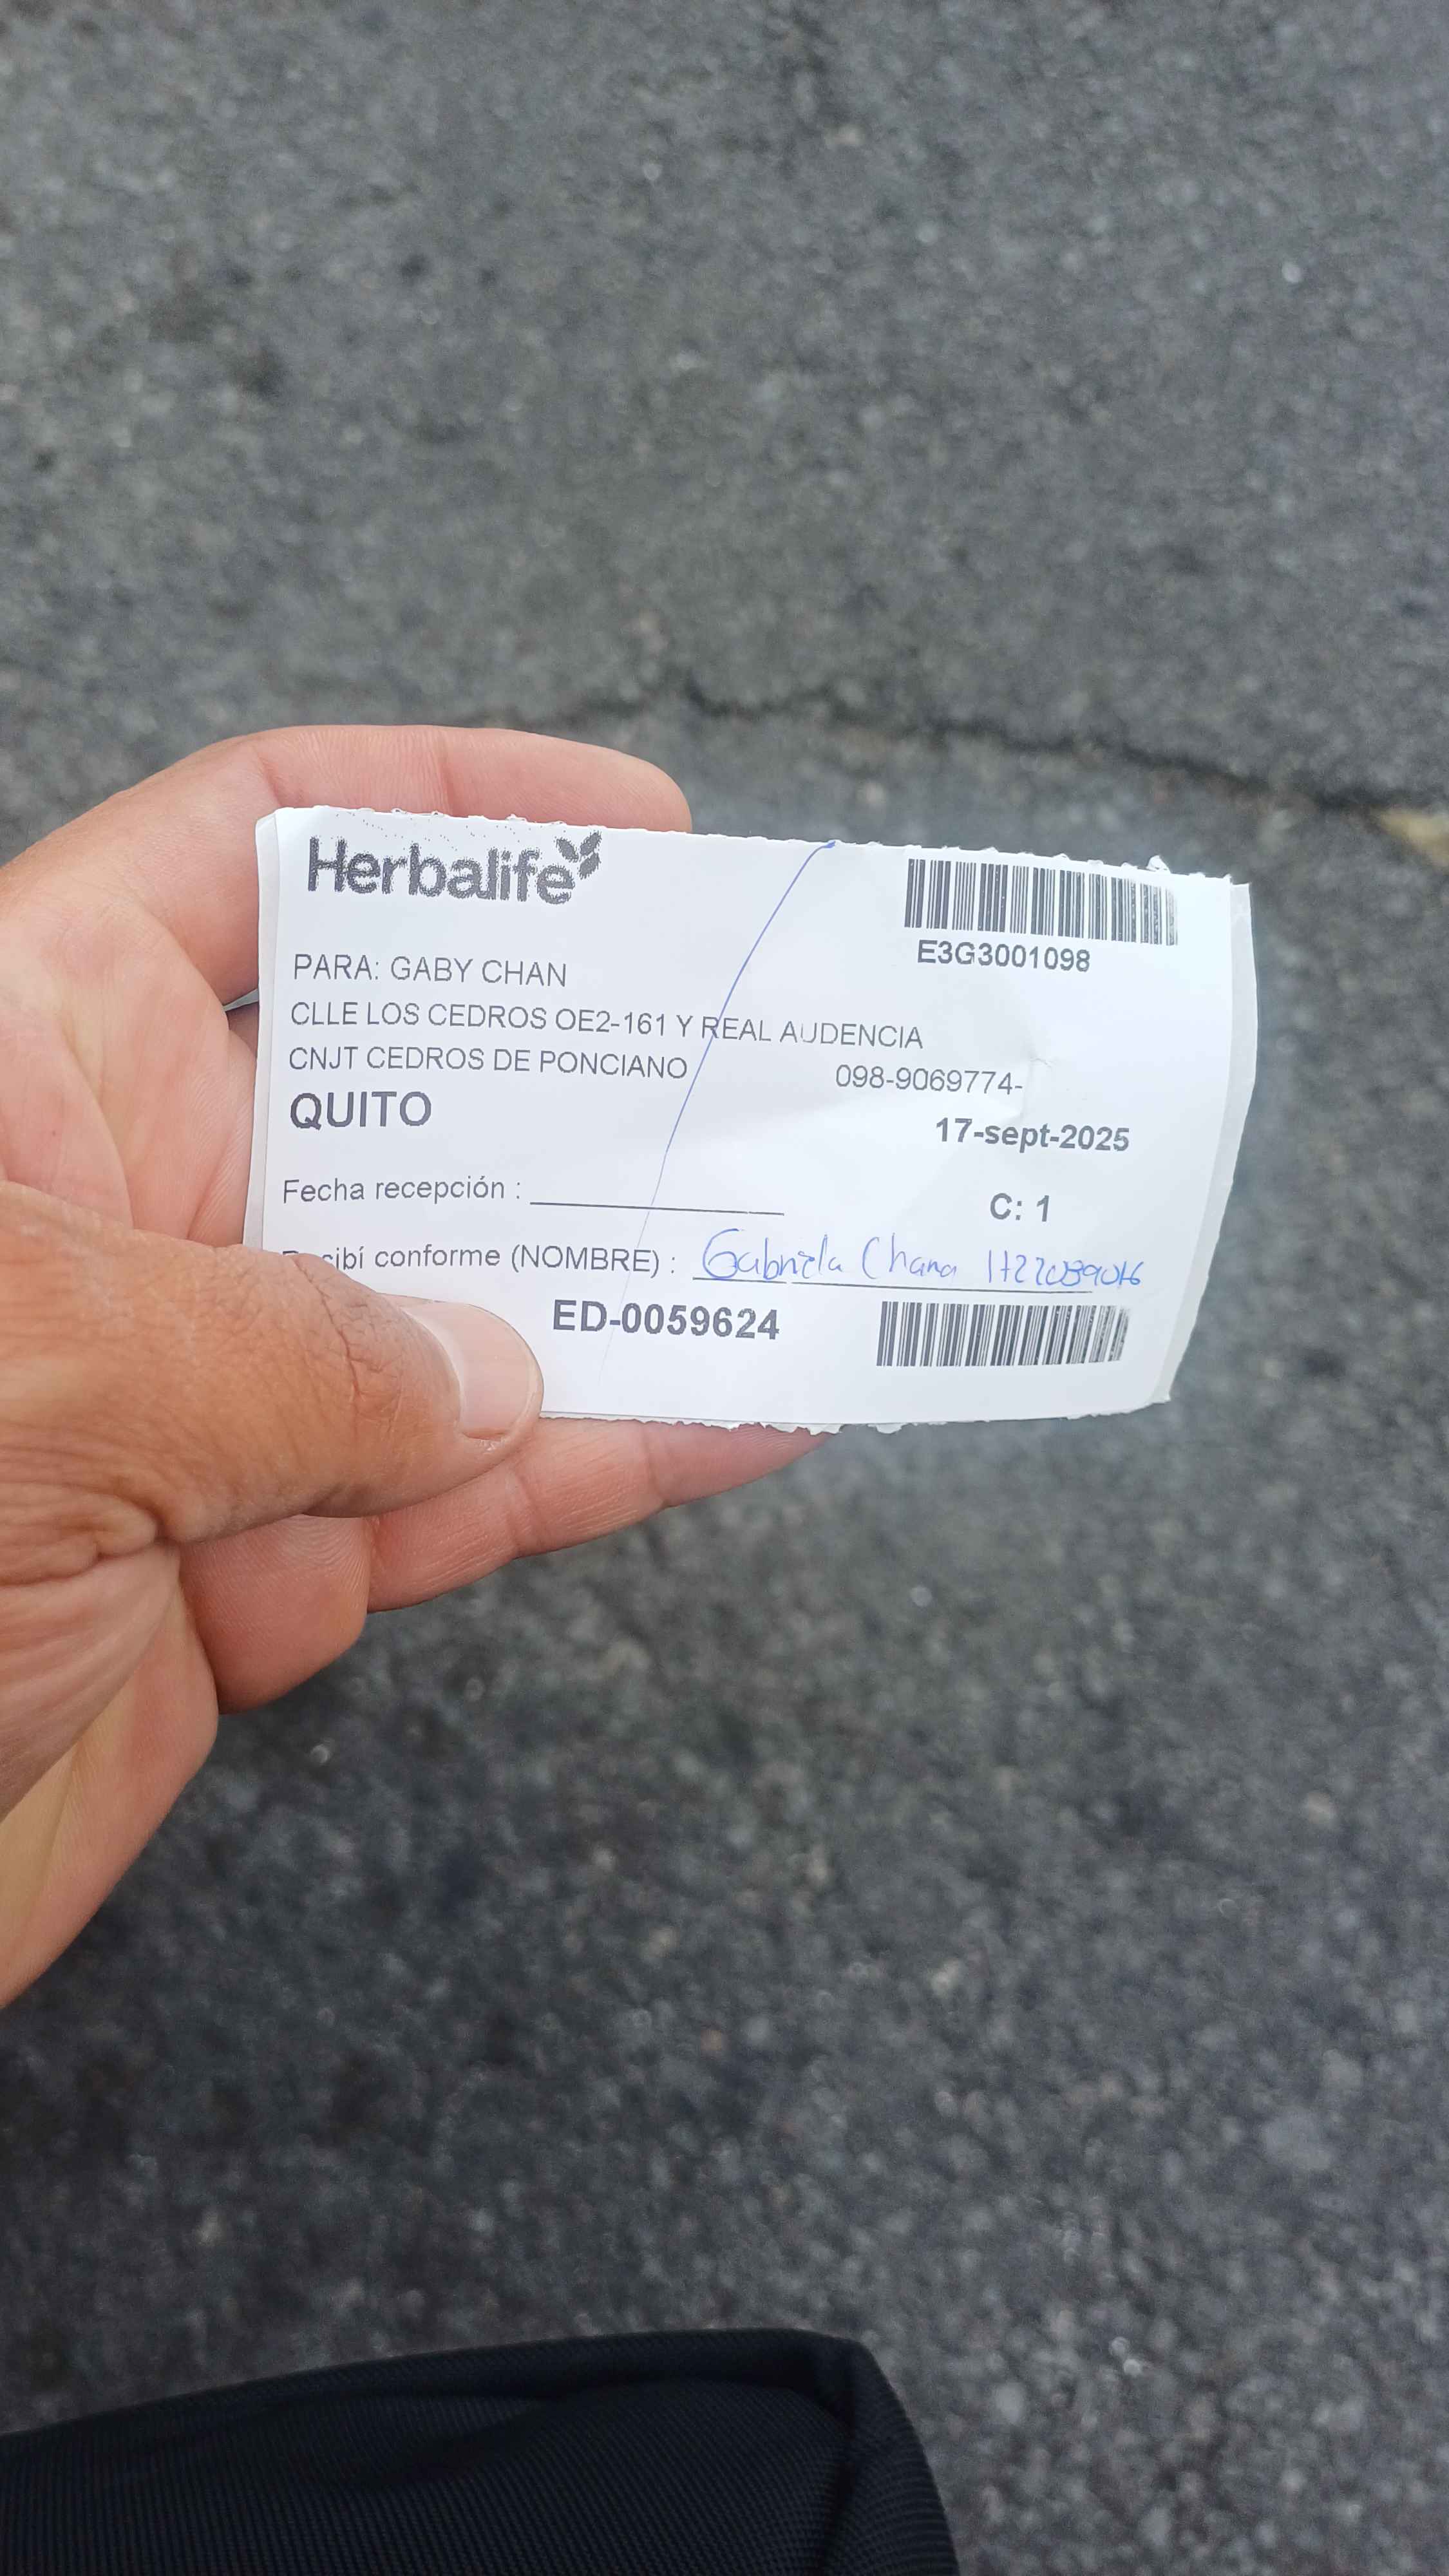 Herbalife
E3G3001098
PARA: GABY CHAN
CLLE LOS CEDROS OE2-161 Y REAL AUDENCIA
CNJT CEDROS DE PONCIANO 098-9069774-
QUITO
17-sept-2025
Fecha recepción :
C: 1
conforme (NOMBRE) : Gabriela Chana
ED-0059624